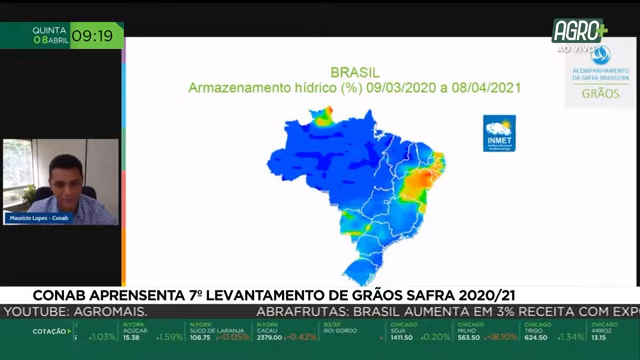 QUINTA
08 ABRIL
09:19
AGRO+
AO VIVO
BRASIL
Armazenamento hídrico (%) 09/03/2020 a 08/04/2021
ACOMPANHAMENTO
DA SAFRA BRASILEIRA
GRÃOS
INMET
Maurício Lopes - Conab
CONAB APRENSENTA 7º LEVANTAMENTO DE GRÃOS SAFRA 2020/21
YOUTUBE: AGROMAIS.
ABRAFRUTAS: BRASIL AUMENTA EM 3% RECEITA COM EXPO
COTAÇÃO
1.03%
N.YORK
AÇÚCAR
15.38
1.59%
N.YORK
SUCO DE LARANJA
108.75
-0.05%
N.YORK
CACAU
2379.00
-0.42%
B3/SP
BOI GORDO
CHICAGO
SOJA
1411.50
0.20%
CHICAGO
MILHO
563.50
-18.10%
CHICAGO
TRIGO
624.50
1.34%
CHICAGO
ARROZ
13.15